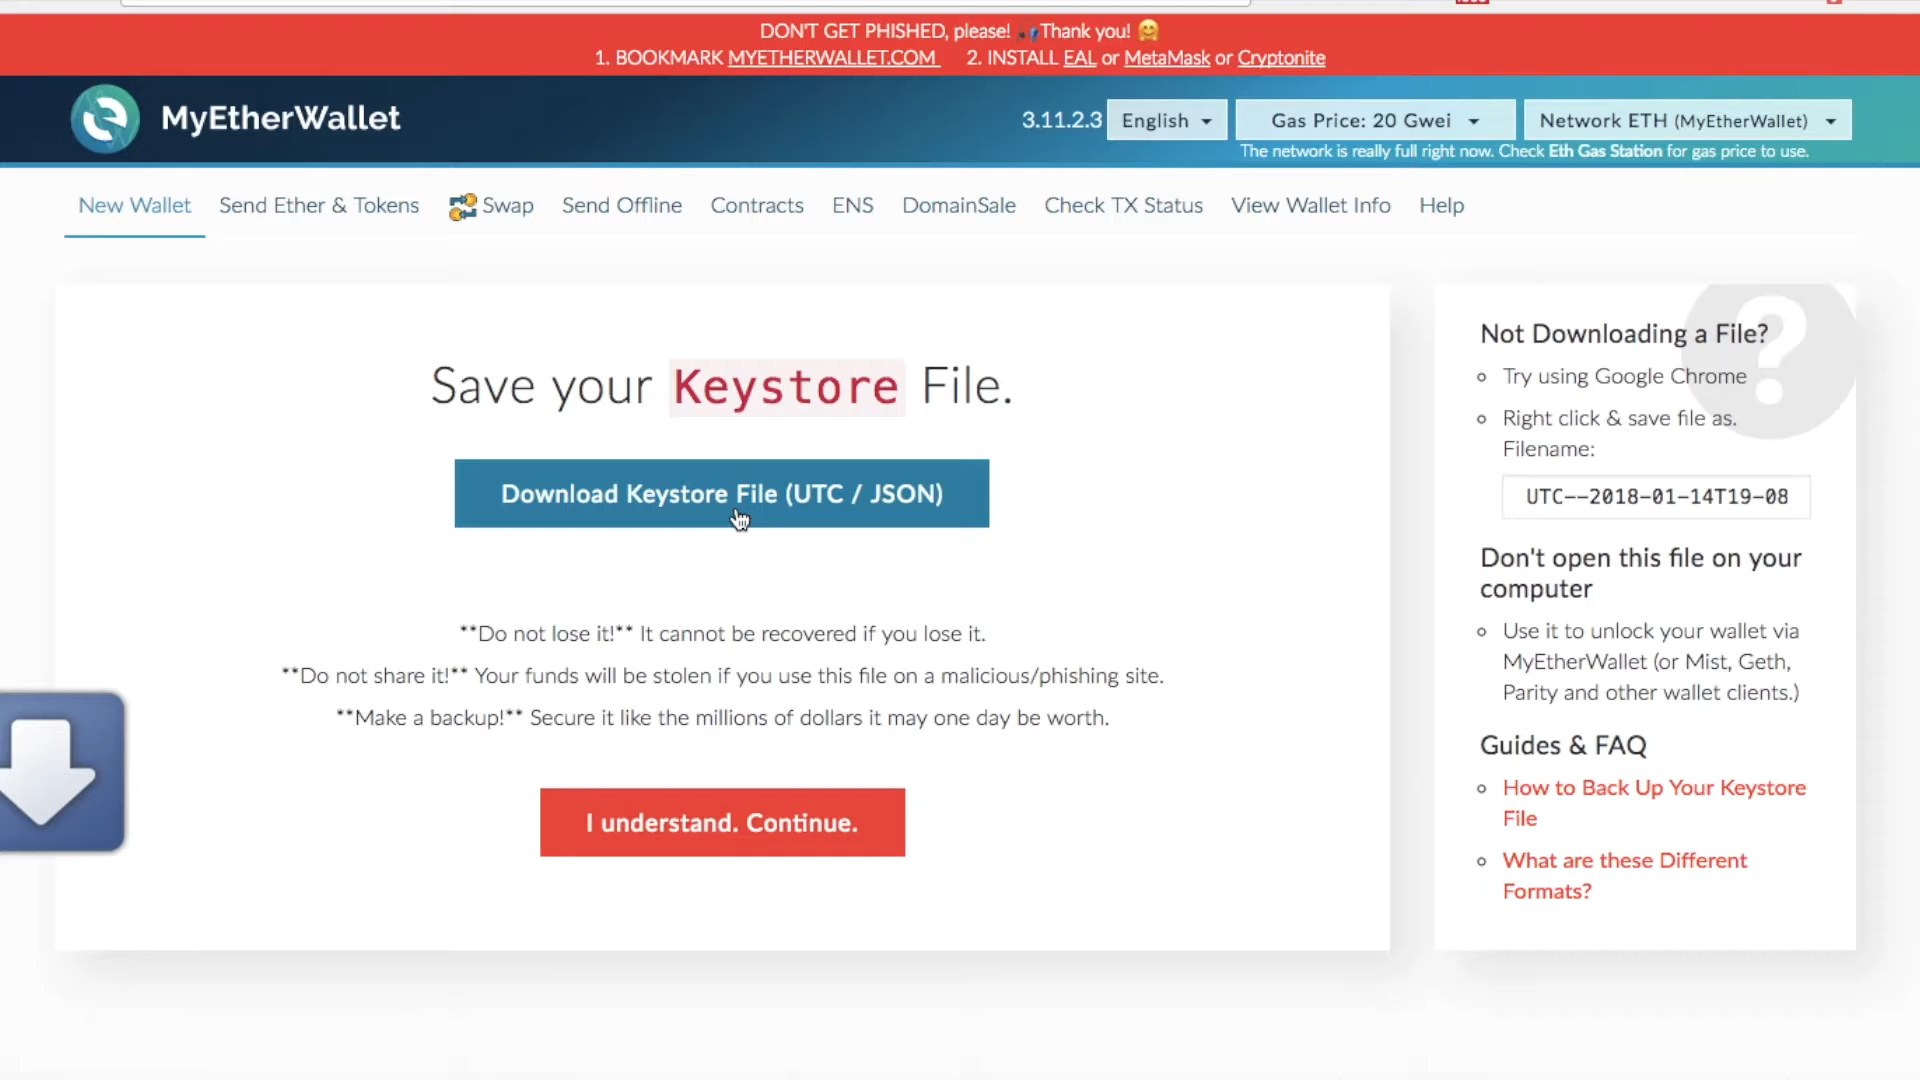 DON'T GET PHISHED, please! Thank you! 🤗
1. BOOKMARK MYETHERWALLET.COM 2. INSTALL EAL or MetaMask or Cryptonite
MyEtherWallet
3.11.2.3 English Gas Price: 20 Gwei Network ETH (MyEtherWallet)
The network is really full right now. Check Eth Gas Station for gas price to use.
New Wallet Send Ether & Tokens Swap Send Offline Contracts ENS DomainSale Check TX Status View Wallet Info Help
Save your Keystore File.
Download Keystore File (UTC / JSON)
**Do not lose it!** It cannot be recovered if you lose it.
**Do not share it!** Your funds will be stolen if you use this file on a malicious/phishing site.
**Make a backup!** Secure it like the millions of dollars it may one day be worth.
I understand. Continue.
Not Downloading a File?
Try using Google Chrome
Right click & save file as.
Filename:
UTC--2018-01-14T19-08
Don't open this file on your
computer
Use it to unlock your wallet via
MyEtherWallet (or Mist, Geth,
Parity and other wallet clients.)
Guides & FAQ
How to Back Up Your Keystore
File
What are these Different
Formats?